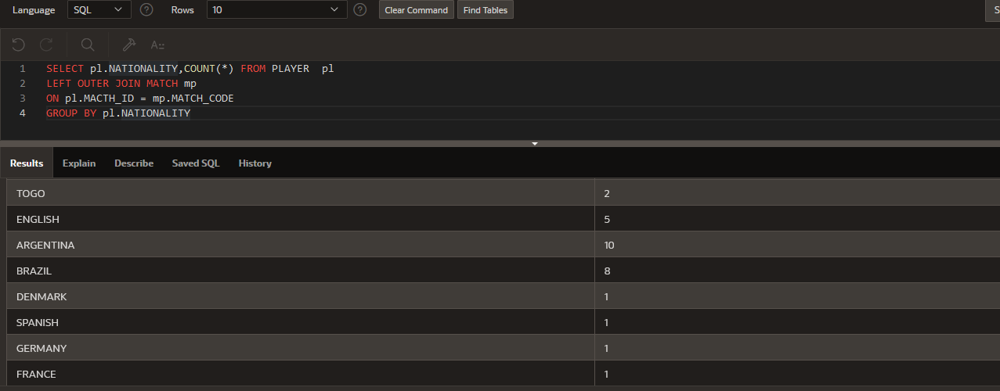 Language SQL ? Rows 10 ? Clear Command Find Tables S
A::
1 SELECT pl.NATIONALITY,COUNT(*) FROM PLAYER  pl
2 LEFT OUTER JOIN MATCH mp
3 ON pl.MACTH_ID = mp.MATCH_CODE
4 GROUP BY pl.NATIONALITY
Results Explain Describe Saved SQL History
TOGO 2
ENGLISH 5
ARGENTINA 10
BRAZIL 8
DENMARK 1
SPANISH 1
GERMANY 1
FRANCE 1